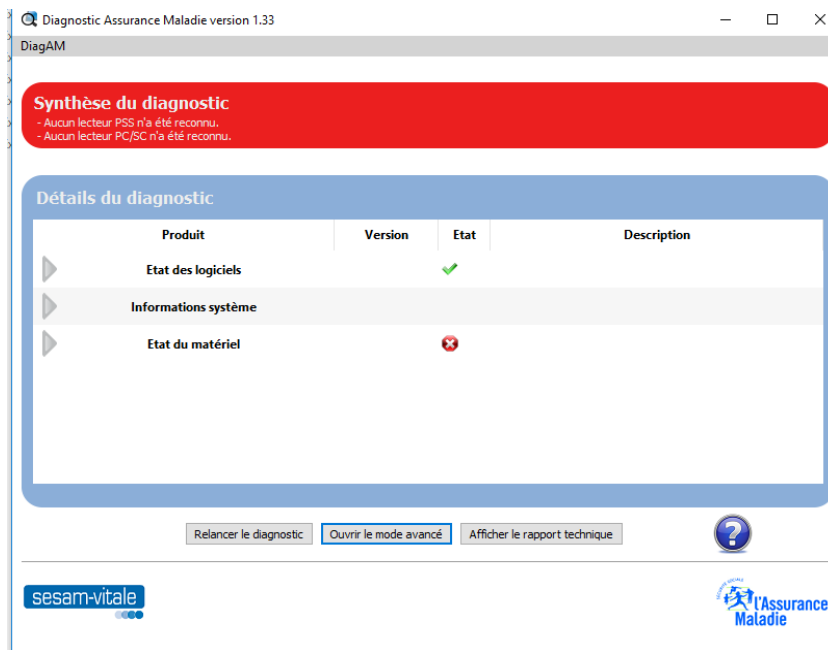 Diagnostic Assurance Maladie version 1.33
DiagAM
Synthèse du diagnostic
- Aucun lecteur PSS n'a été reconnu.
- Aucun lecteur PC/SC n'a été reconnu.
Détails du diagnostic
Produit Version Etat Description
Etat des logiciels
Informations système
Etat du matériel
Relancer le diagnostic Ouvrir le mode avancé Afficher le rapport technique ?
sesam-vitale
l'Assurance
Maladie